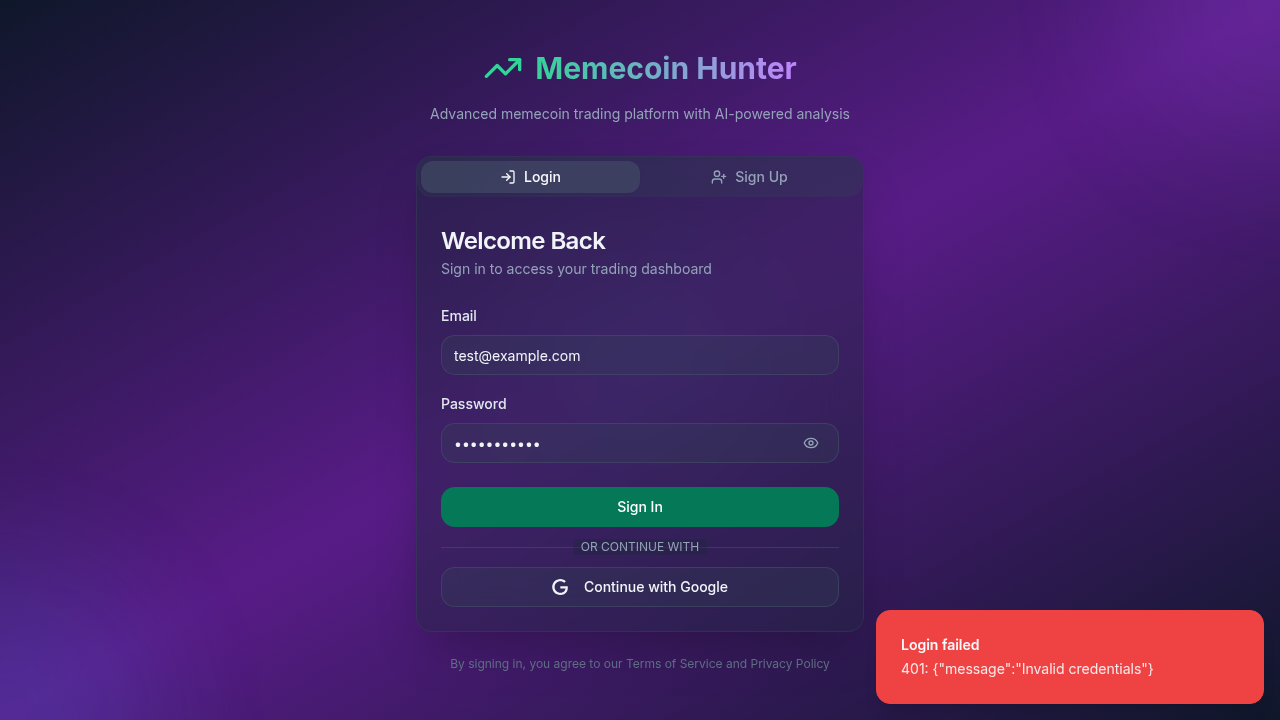 Memecoin Hunter
Advanced memecoin trading platform with AI-powered analysis
Login
Sign Up
Welcome Back
Sign in to access your trading dashboard
Email
test@example.com
Password
•••••••••••
Sign In
OR CONTINUE WITH
Continue with Google
By signing in, you agree to our Terms of Service and Privacy Policy
Login failed
401: {"message":"Invalid credentials"}